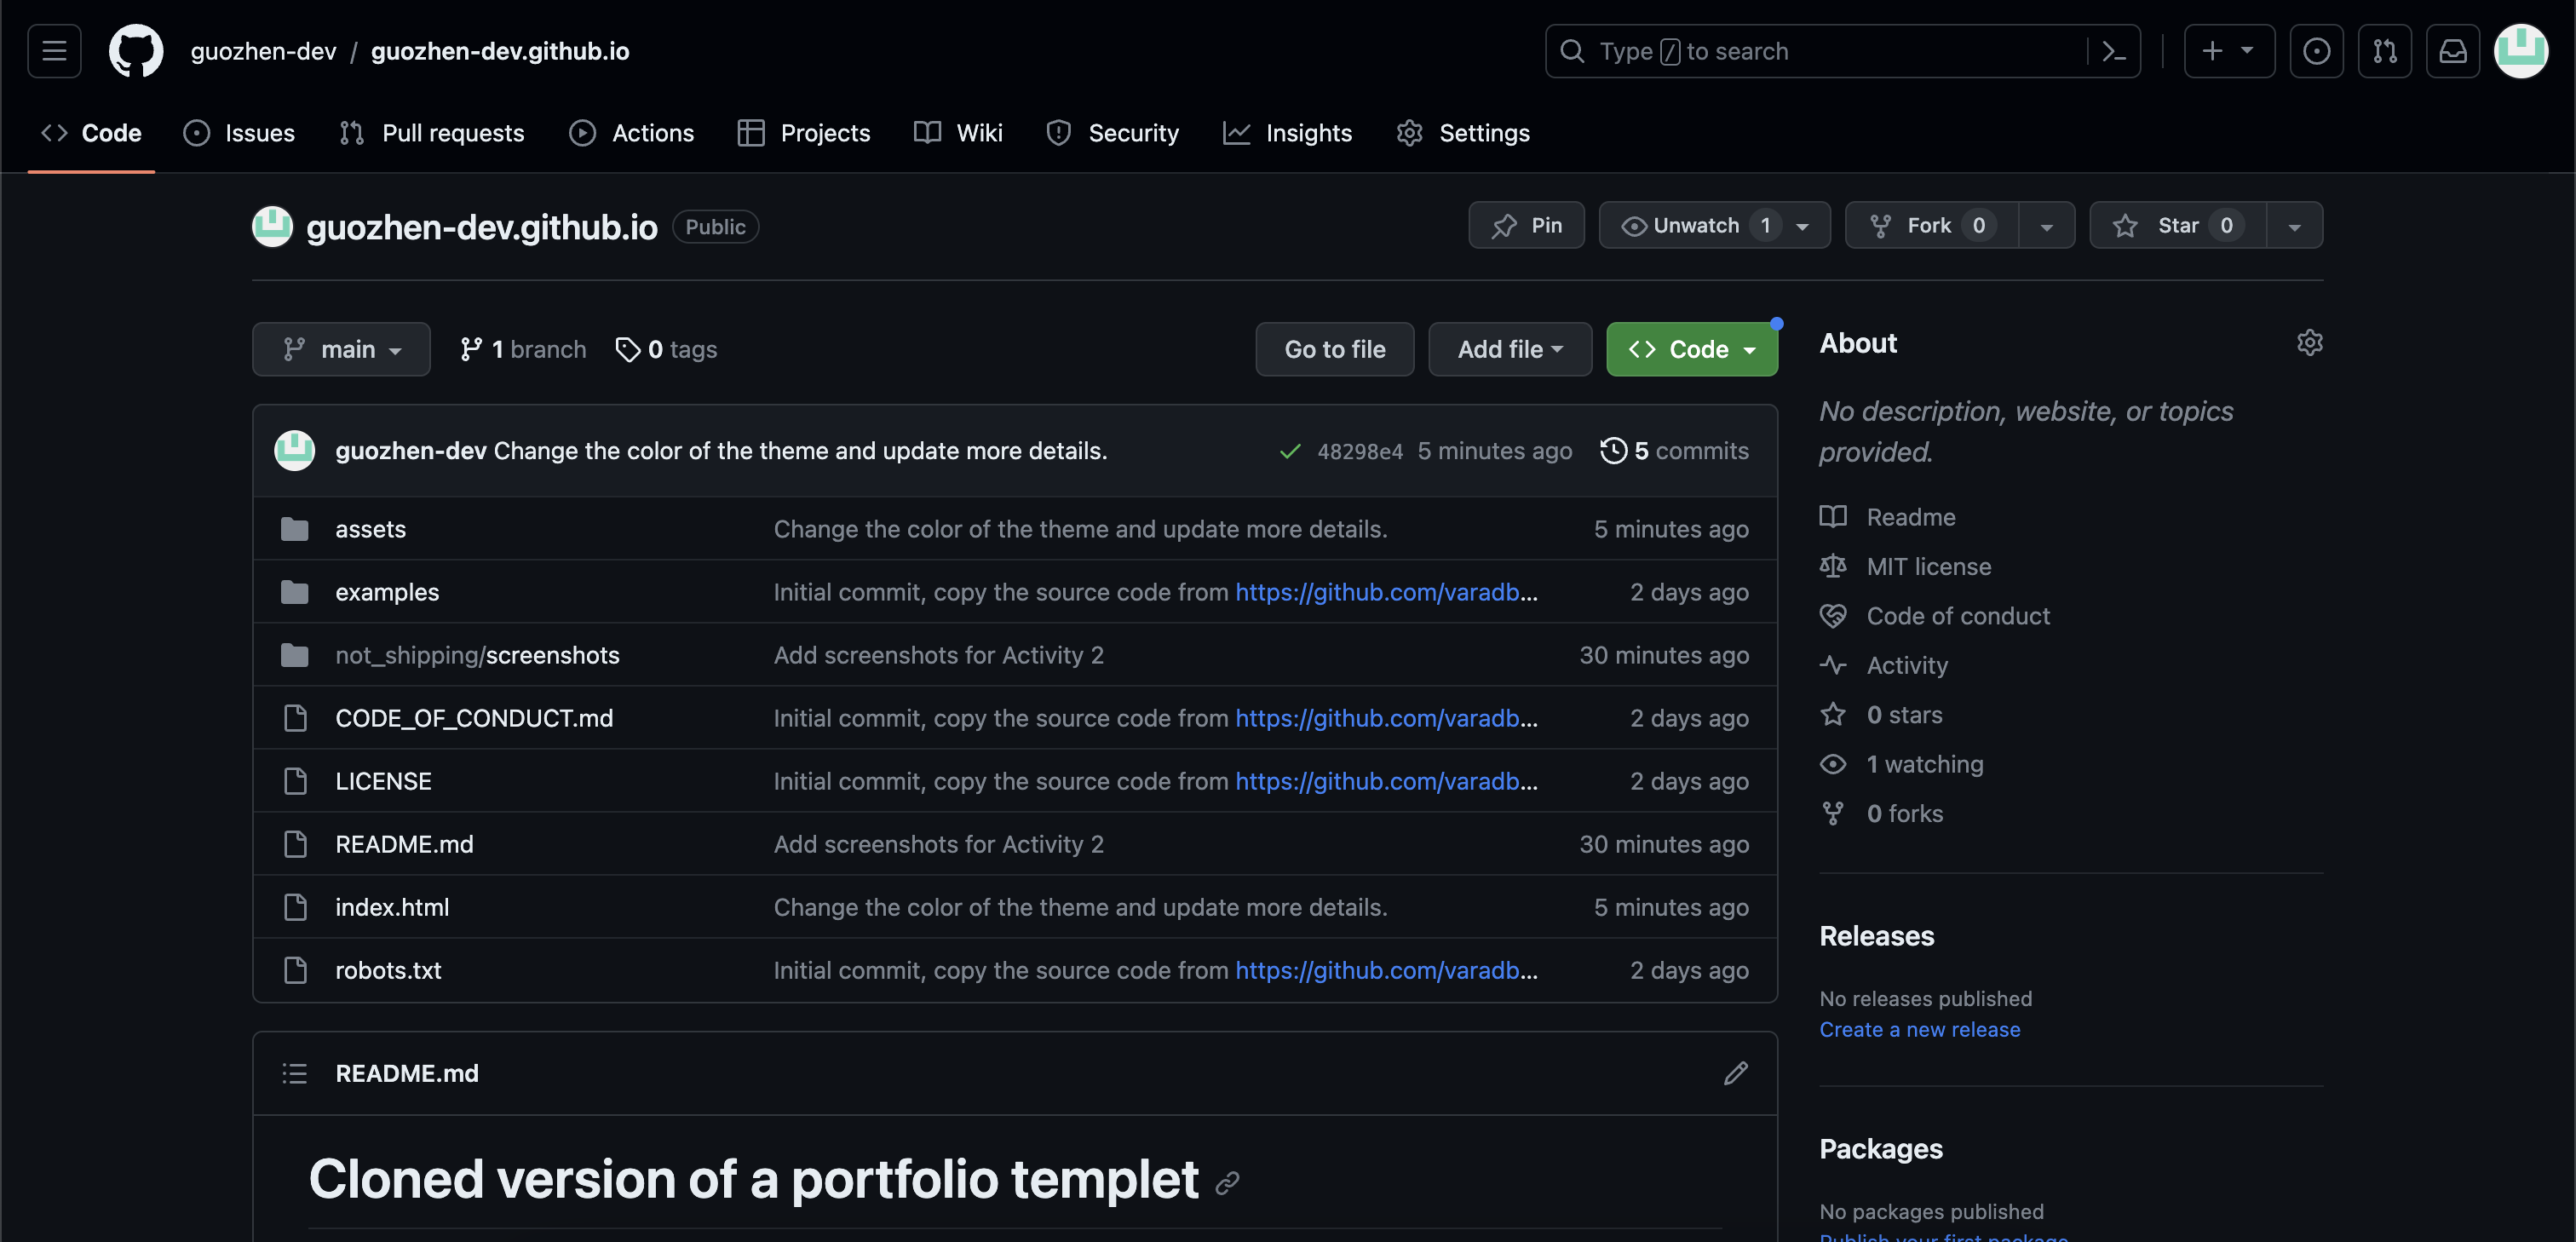 guozhen-dev / guozhen-dev.github.io
Type / to search
Code Issues Pull requests Actions Projects Wiki Security Insights Settings
guozhen-dev.github.io Public
Pin Unwatch 1 Fork 0 Star 0
main 1 branch 0 tags Go to file Add file Code
guozhen-dev Change the color of the theme and update more details. 48298e4 5 minutes ago 5 commits
assets Change the color of the theme and update more details. 5 minutes ago
examples Initial commit, copy the source code from https://github.com/varadb... 2 days ago
not_shipping/screenshots Add screenshots for Activity 2 30 minutes ago
CODE_OF_CONDUCT.md Initial commit, copy the source code from https://github.com/varadb... 2 days ago
LICENSE Initial commit, copy the source code from https://github.com/varadb... 2 days ago
README.md Add screenshots for Activity 2 30 minutes ago
index.html Change the color of the theme and update more details. 5 minutes ago
robots.txt Initial commit, copy the source code from https://github.com/varadb... 2 days ago
README.md
Cloned version of a portfolio templet
About
No description, website, or topics
provided.
Readme
MIT license
Code of conduct
Activity
0 stars
1 watching
0 forks
Releases
No releases published
Create a new release
Packages
No packages published
Publish your first package